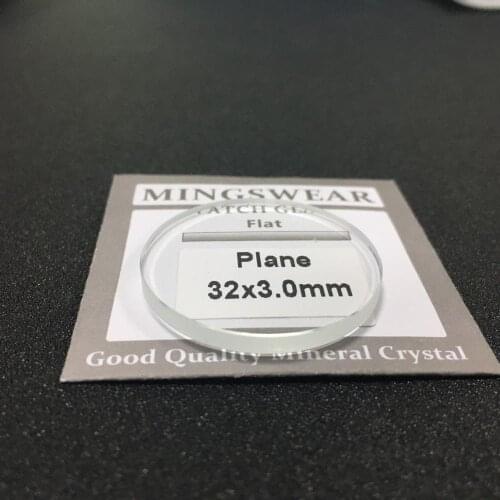 MINGSWEAR
Flat
Plane
32x3.0mm
Good Quality Mineral Crystal